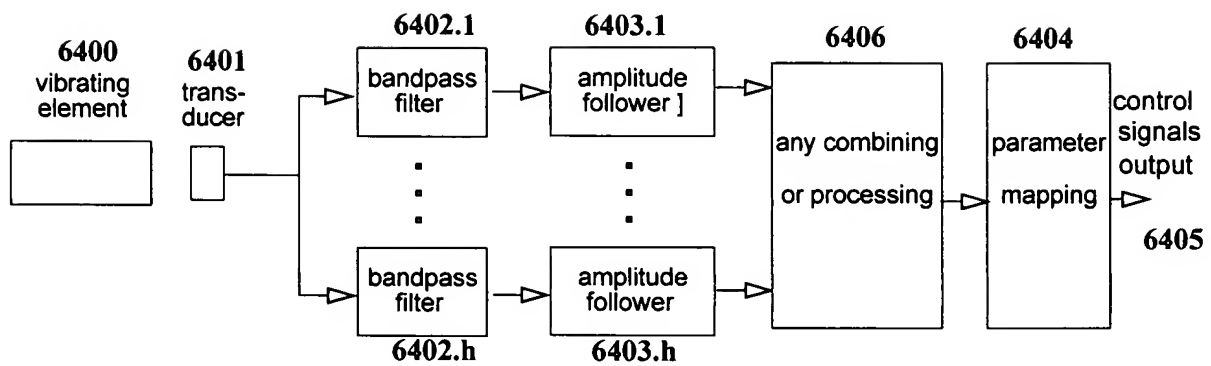 6400
vibrating
element
6401
trans-
ducer
6402.1
bandpass
filter
6403.1
amplitude
follower ]
6406
any combining
or processing
6404
parameter
mapping
control
signals
output
6405
bandpass
filter
6402.h
amplitude
follower
6403.h